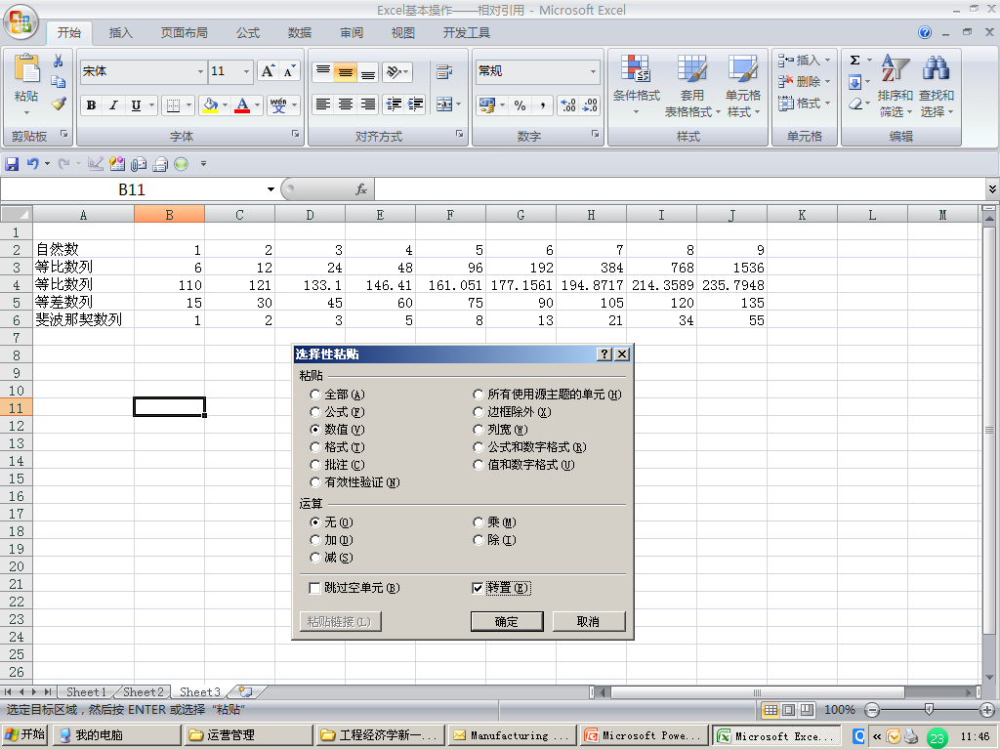 Excel基本操作——相对引用 - Microsoft Excel
开始 插入 页面布局 公式 数据 审阅 视图 开发工具
宋体 11 常规
粘贴 条件格式 套用 表格格式 单元格 样式 插入 删除 格式 排序和 筛选 查找和 选择
剪贴板 字体 对齐方式 数字 样式 单元格 编辑
B11 fx
A B C D E F G H I J K L M
1
2 自然数 1 2 3 4 5 6 7 8 9
3 等比数列 6 12 24 48 96 192 384 768 1536
4 等比数列 110 121 133.1 146.41 161.051 177.1561 194.8717 214.3589 235.7948
5 等差数列 15 30 45 60 75 90 105 120 135
6 斐波那契数列 1 2 3 5 8 13 21 34 55
7
8
9
10
11
12
13
14
15
16
17
18
19
20
21
22
23
24
25
26
选择性粘贴
粘贴
全部(A) 所有使用源主题的单元(H)
公式(F) 边框除外(X)
数值(V) 列宽(W)
格式(T) 公式和数字格式(R)
批注(C) 值和数字格式(U)
有效性验证(N)
运算
无(O) 乘(M)
加(D) 除(I)
减(S)
跳过空单元(B) 转置(E)
粘贴链接(L) 确定 取消
Sheet1 Sheet2 Sheet3
选定目标区域，然后按 ENTER 或选择 "粘贴" 100%
开始 我的电脑 运营管理 工程经济学新一... Manufacturing ... Microsoft Powe... Microsoft Exce... 23 11:46